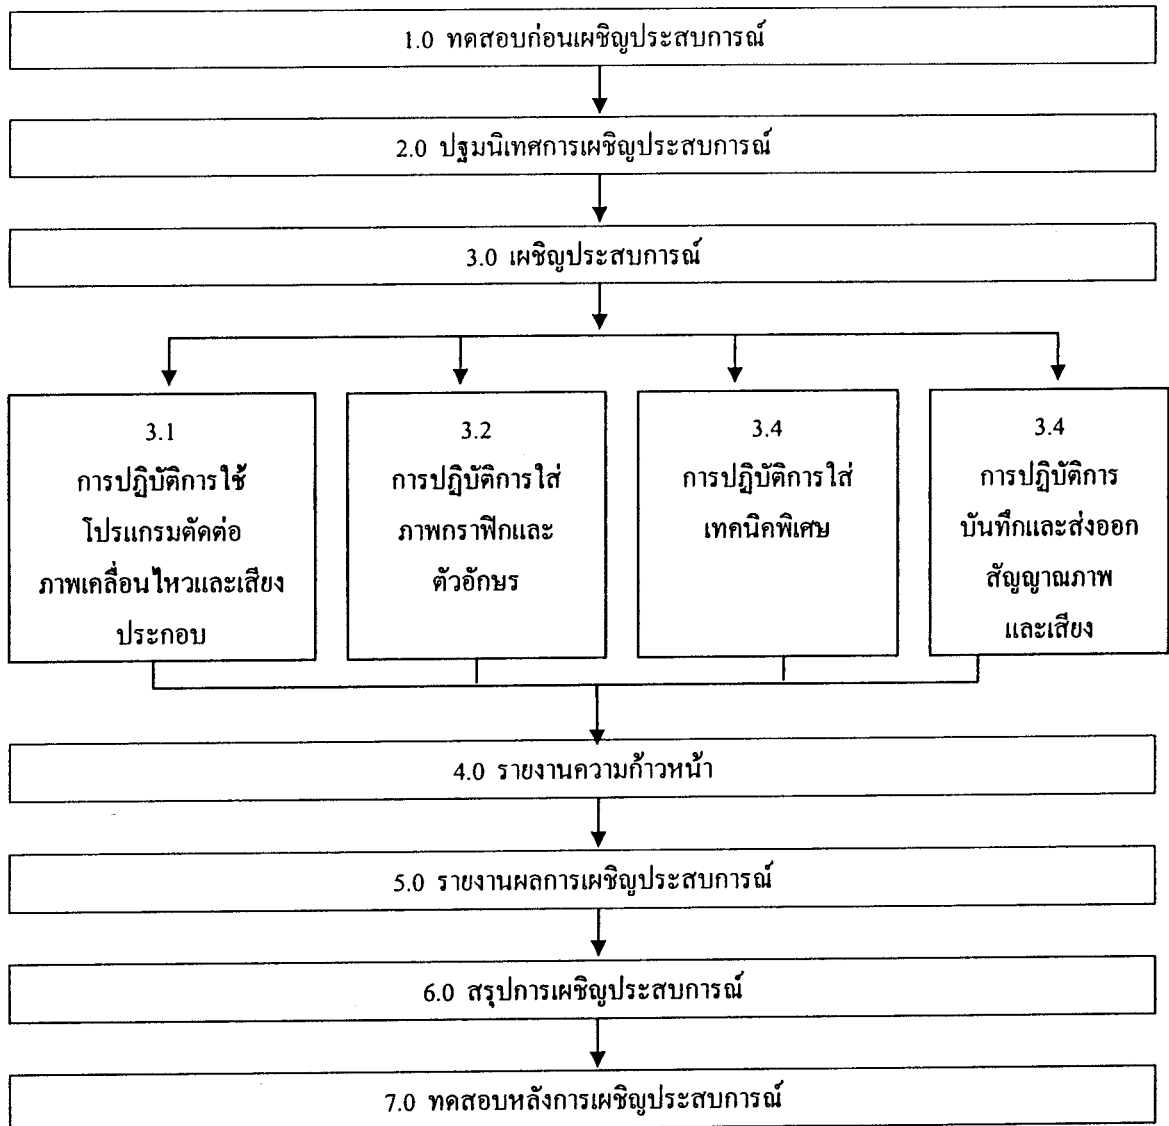 1.0 ทดสอบก่อนเผชิญประสบการณ์
2.0 ปฐมนิเทศการเผชิญประสบการณ์
3.0 เผชิญประสบการณ์
3.1
การปฏิบัติการใช้
โปรแกรมตัดต่อ
ภาพเคลื่อนไหวและเสียง
ประกอบ
3.2
การปฏิบัติการใส่
ภาพกราฟิกและ
ตัวอักษร
3.4
การปฏิบัติการใส่
เทคนิคพิเศษ
3.4
การปฏิบัติการ
บันทึกและส่งออก
สัญญาณภาพ
และเสียง
4.0 รายงานความก้าวหน้า
5.0 รายงานผลการเผชิญประสบการณ์
6.0 สรุปการเผชิญประสบการณ์
7.0 ทดสอบหลังการเผชิญประสบการณ์